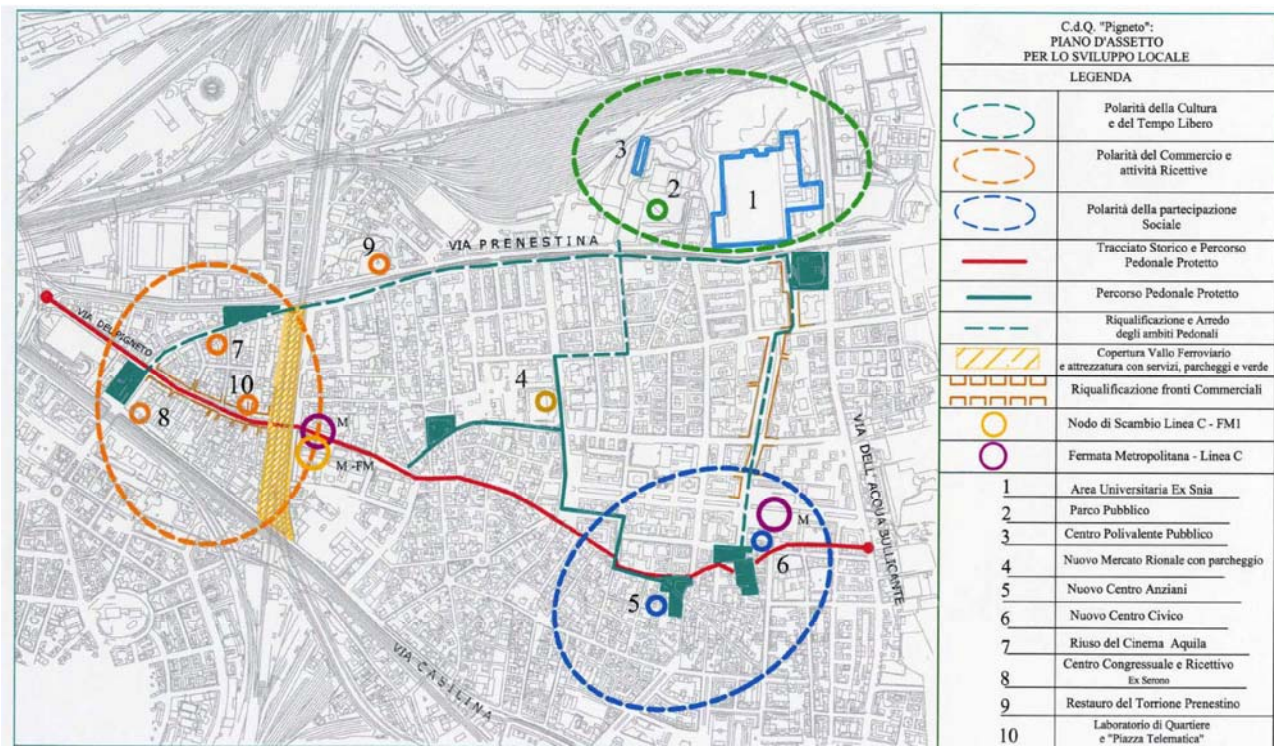 C.d.Q. "Pigneto":
PIANO D'ASSETTO
PER LO SVILUPPO LOCALE
LEGENDA
Polarità della Cultura
e del Tempo Libero
Polarità del Commercio e
attività Ricettive
Polarità della partecipazione
Sociale
Tracciato Storico e Percorso
Pedonale Protetto
Percorso Pedonale Protetto
Riqualificazione e Arredo
degli ambiti Pedonali
Copertura Vallo Ferroviario
e attrezzatura con servizi, parcheggi e verde
Riqualificazione fronti Commerciali
Nodo di Scambio Linea C - FM1
Fermata Metropolitana - Linea C
1 Area Universitaria Ex Snia
2 Parco Pubblico
3 Centro Polivalente Pubblico
4 Nuovo Mercato Rionale con parcheggio
5 Nuovo Centro Anziani
6 Nuovo Centro Civico
7 Riuso del Cinema Aquila
8 Centro Congressuale e Ricettivo
Ex Serono
9 Restauro del Torrione Prenestino
10 Laboratorio di Quartiere
e "Piazza Telematica"
3
2
1
VIA PRENESTINA
9
VIA DEL PIGNETO
7
10
8
4
M
M -FM
VIA DELL' ACQUA BULLICANTE
M
6
5
VIA CASILINA